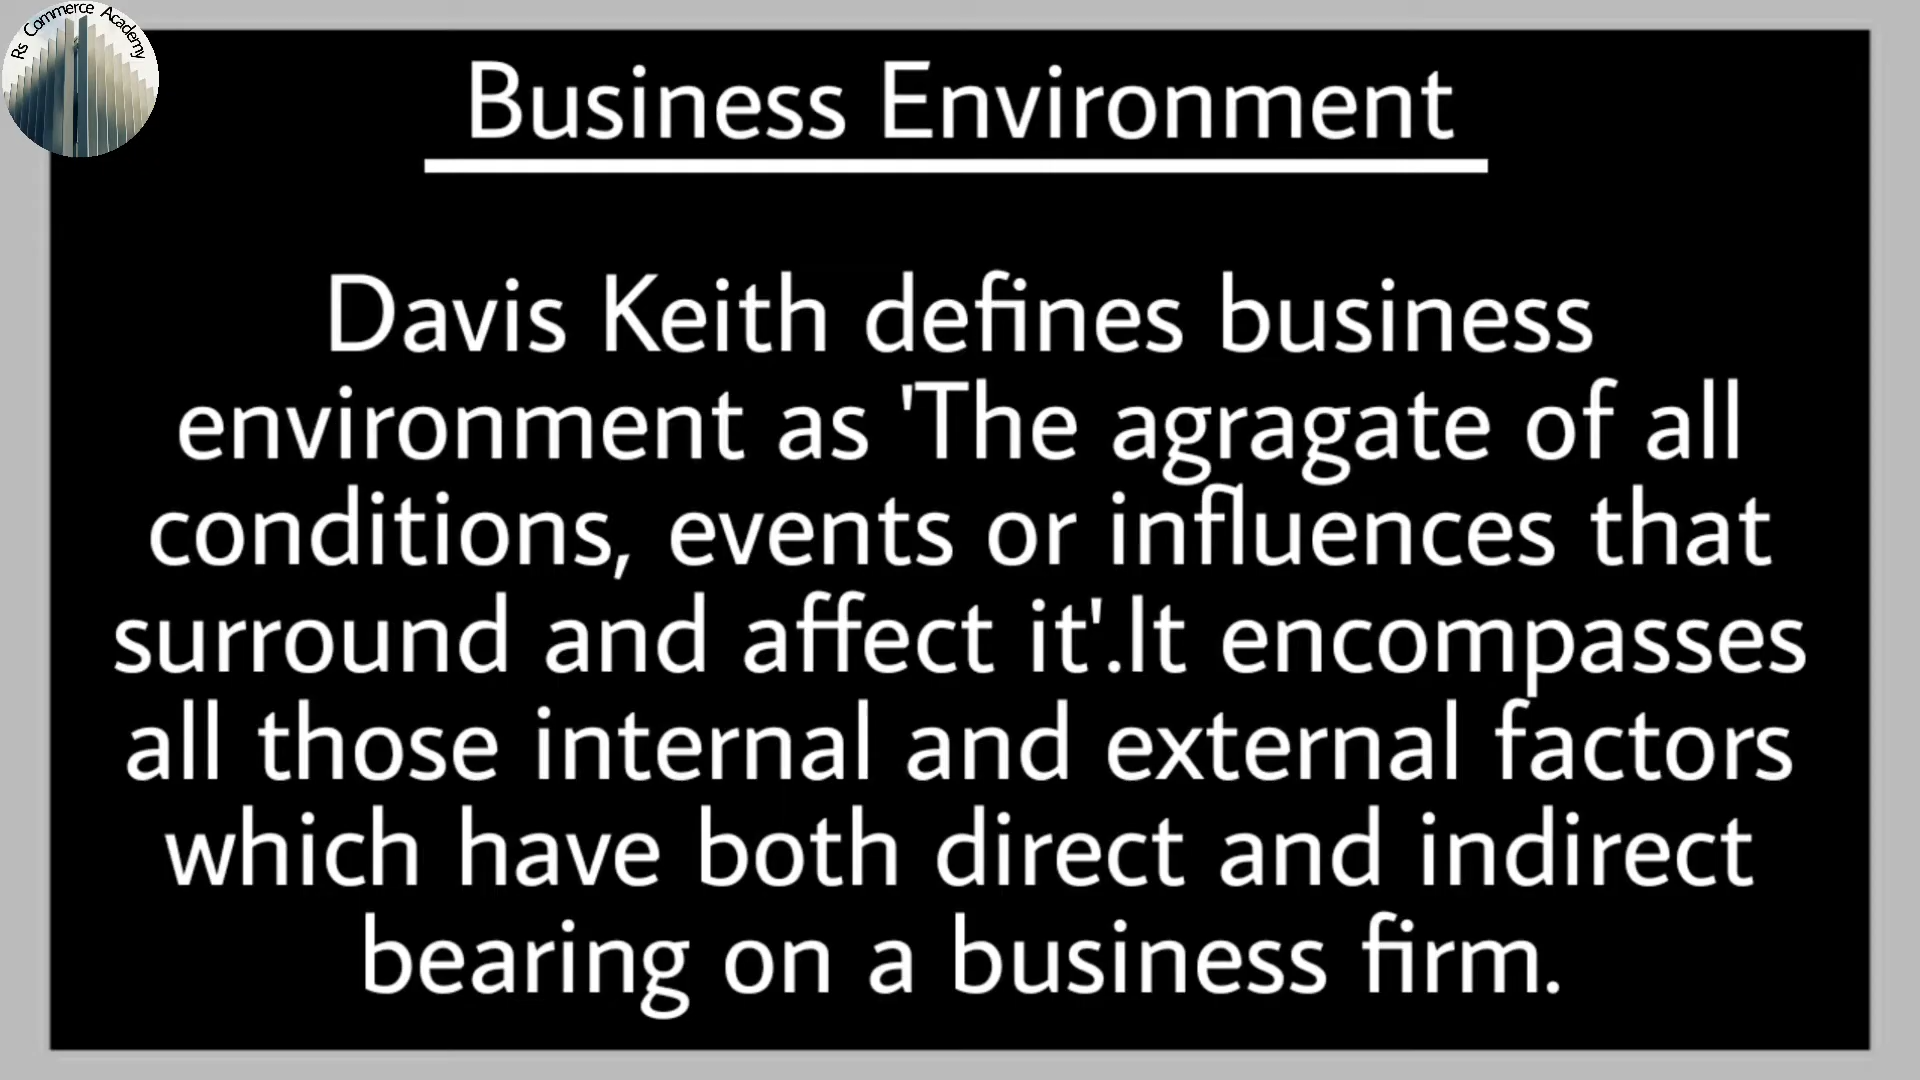 Rs Commerce Academy
Business Environment
Davis Keith defines business
environment as 'The agragate of all
conditions, events or influences that
surround and affect it'.It encompasses
all those internal and external factors
which have both direct and indirect
bearing on a business firm.